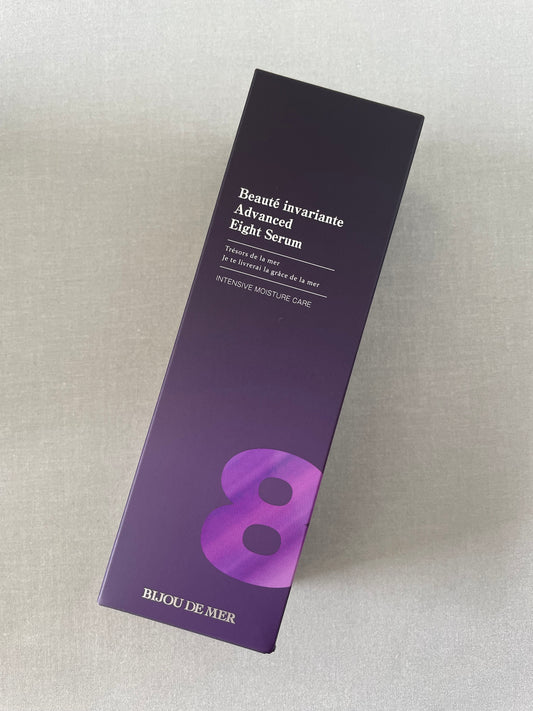 Beauté invariante
Advanced
Eight Serum
Trésors de la mer
Je te livrerai la grâce de la mer
INTENSIVE MOISTURE CARE
8
BIJOU DE MER